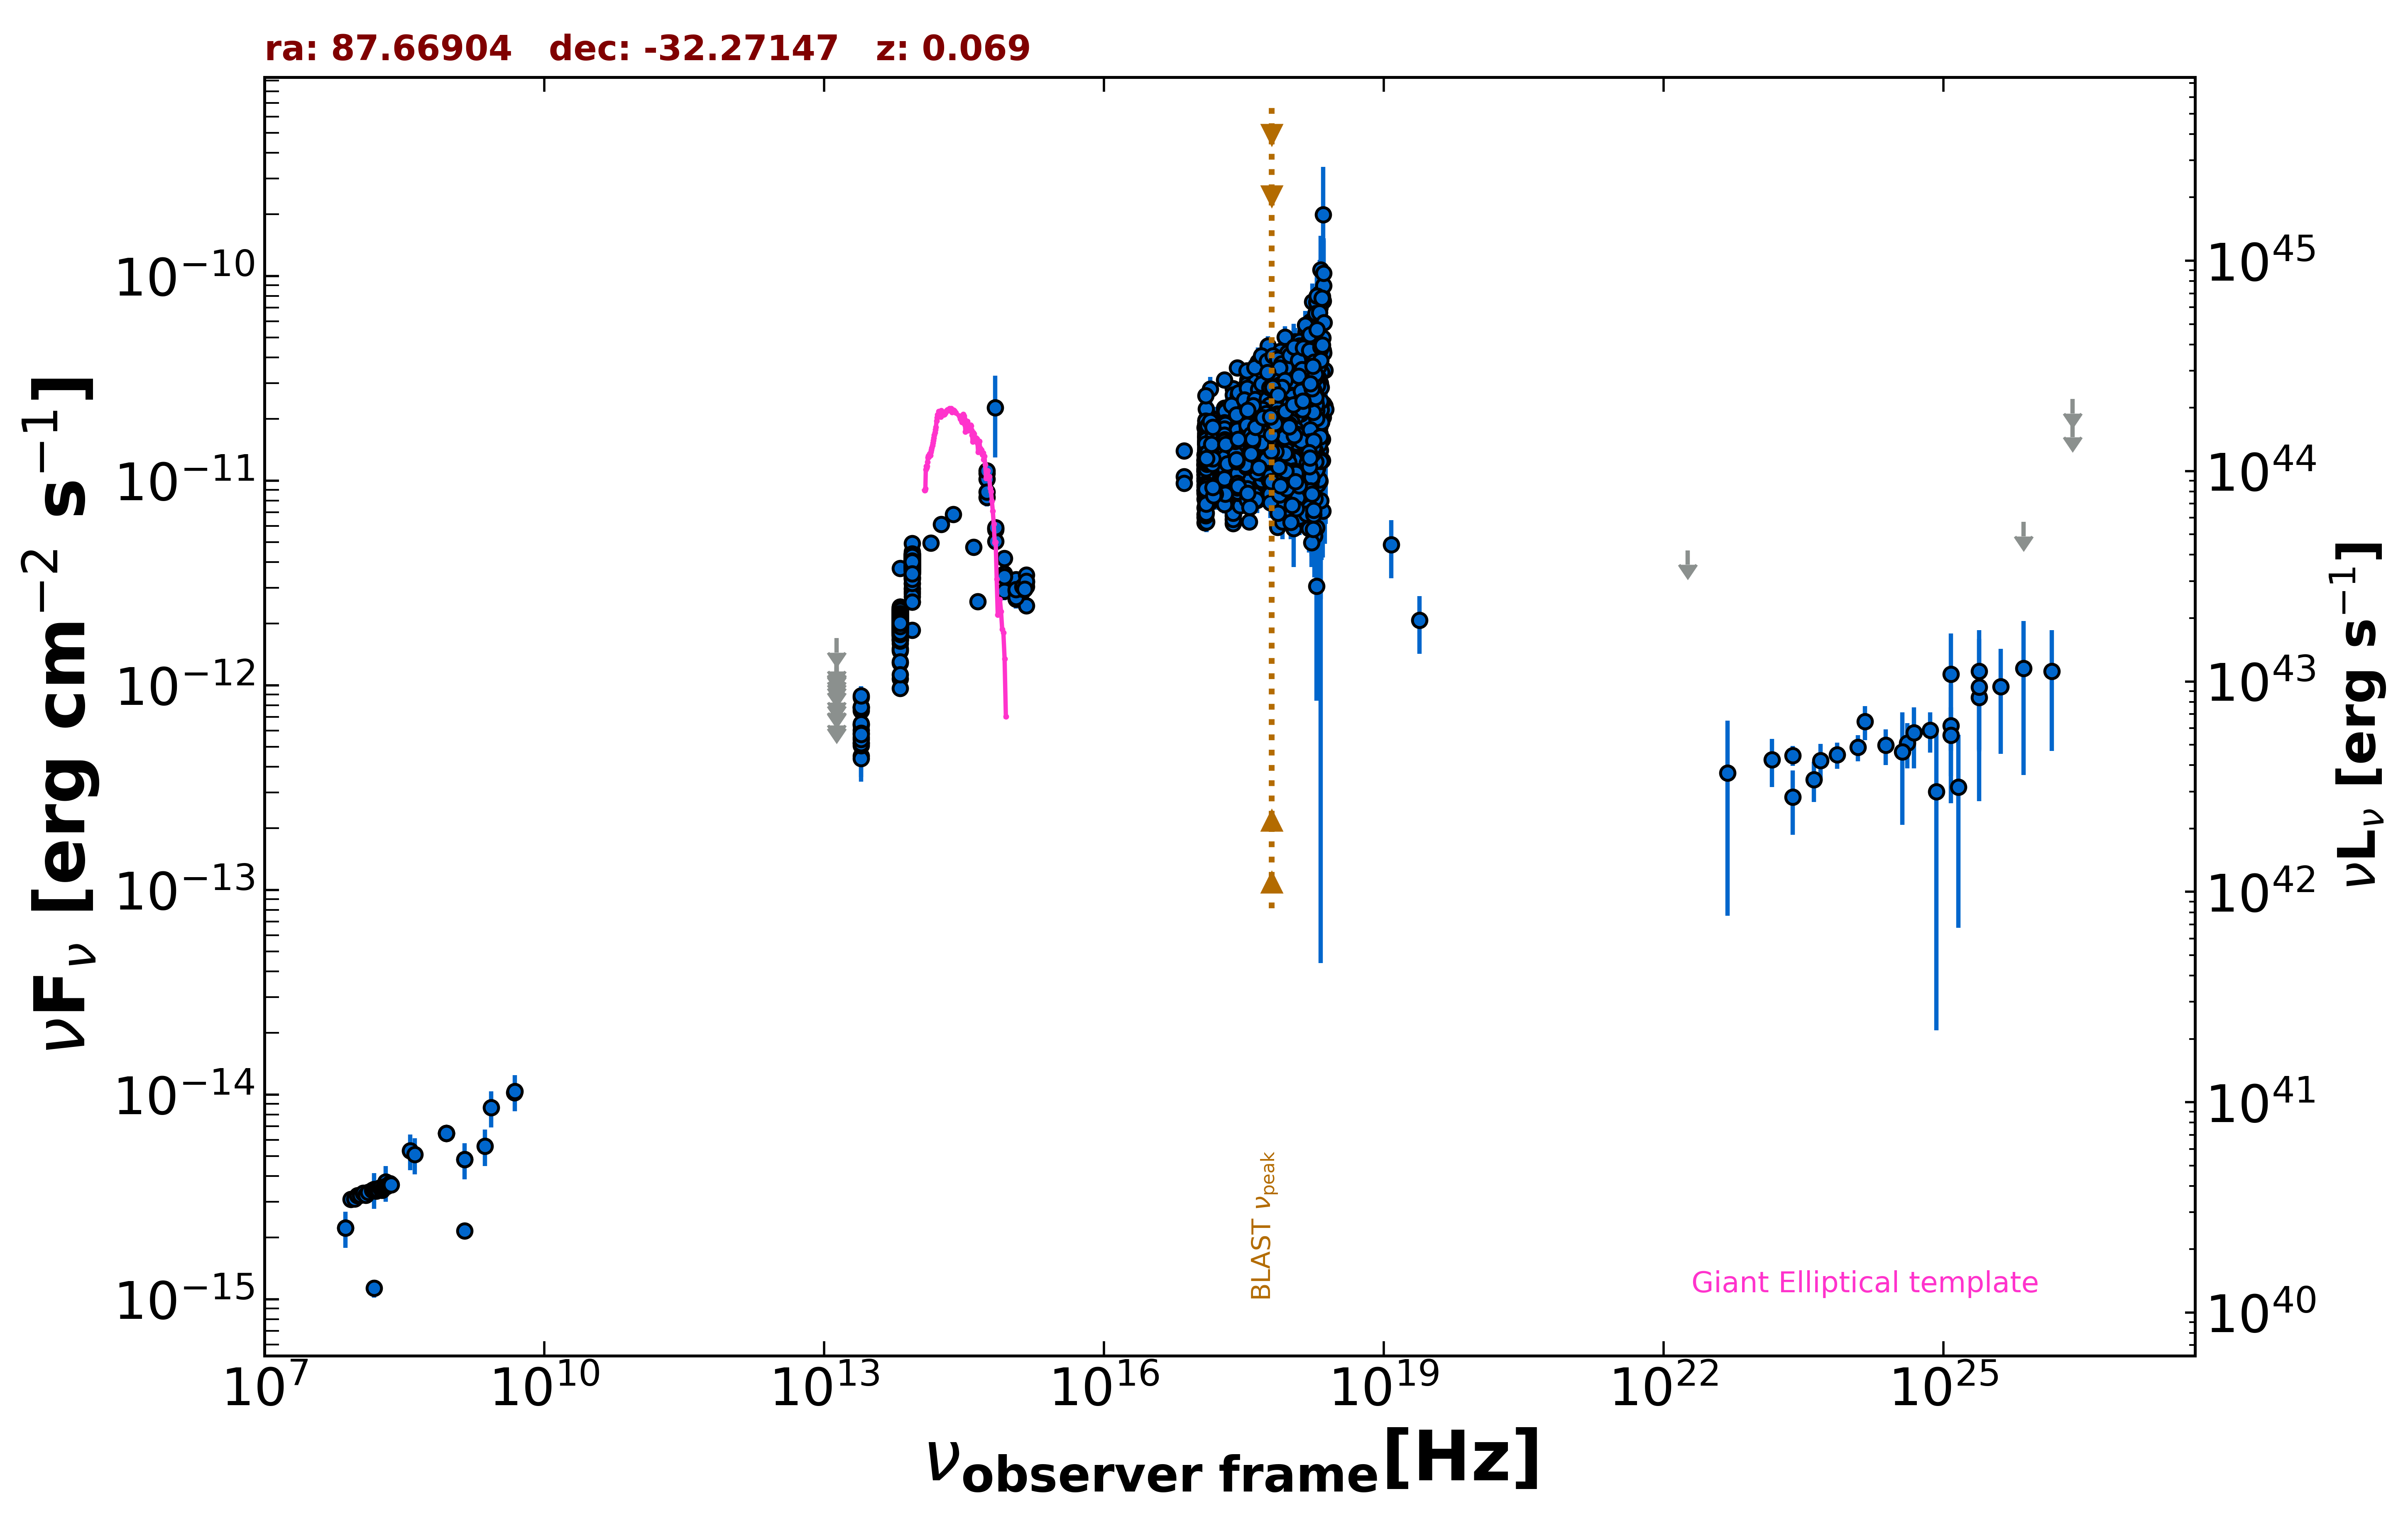 ra: 87.66904   dec: -32.27147   z: 0.069
νF_ν [erg cm^−2 s^−1]
10^−10
10^−11
10^−12
10^−13
10^−14
10^−15
10^45
10^44
10^43
10^42
10^41
10^40
νL_ν [erg s^−1]
BLAST ν_peak
Giant Elliptical template
10^7 10^10 10^13 10^16 10^19 10^22 10^25
ν_observer frame[Hz]